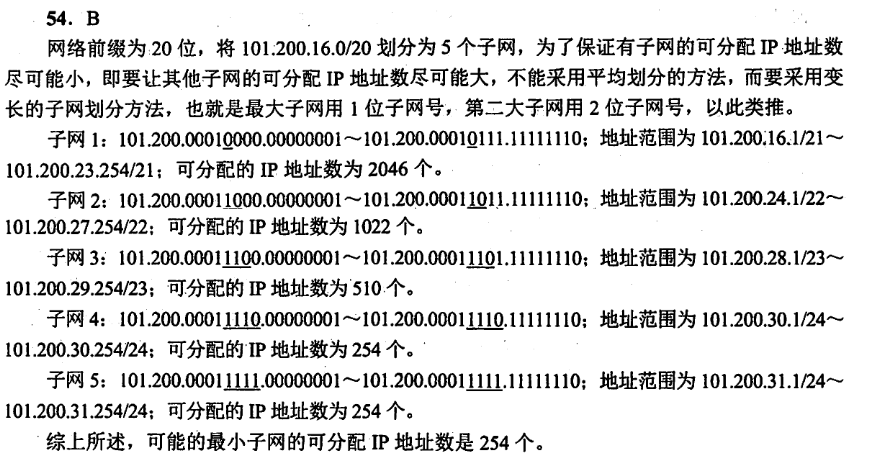 54．B
网络前缀为 20 位，将 101.200.16.0/20 划分为 5 个子网，为了保证有子网的可分配 IP 地址数
尽可能小，即要让其他子网的可分配 IP 地址数尽可能大，不能采用平均划分的方法，而要采用变
长的子网划分方法，也就是最大子网用 1 位子网号，第二大子网用 2 位子网号，以此类推。
子网 1：101.200.00010000.00000001～101.200.00010111.11111110；地址范围为 101.200.16.1/21～
101.200.23.254/21；可分配的 IP 地址数为 2046 个。
子网 2：101.200.00011000.00000001～101.200.00011011.11111110；地址范围为 101.200.24.1/22～
101.200.27.254/22；可分配的 IP 地址数为 1022 个。
子网 3：101.200.00011100.00000001～101.200.00011101.11111110；地址范围为 101.200.28.1/23～
101.200.29.254/23；可分配的 IP 地址数为 510 个。
子网 4：101.200.00011110.00000001～101.200.00011110.11111110；地址范围为 101.200.30.1/24～
101.200.30.254/24；可分配的 IP 地址数为 254 个。
子网 5：101.200.00011111.00000001～101.200.00011111.11111110；地址范围为 101.200.31.1/24～
101.200.31.254/24；可分配的 IP 地址数为 254 个。
综上所述，可能的最小子网的可分配 IP 地址数是 254 个。